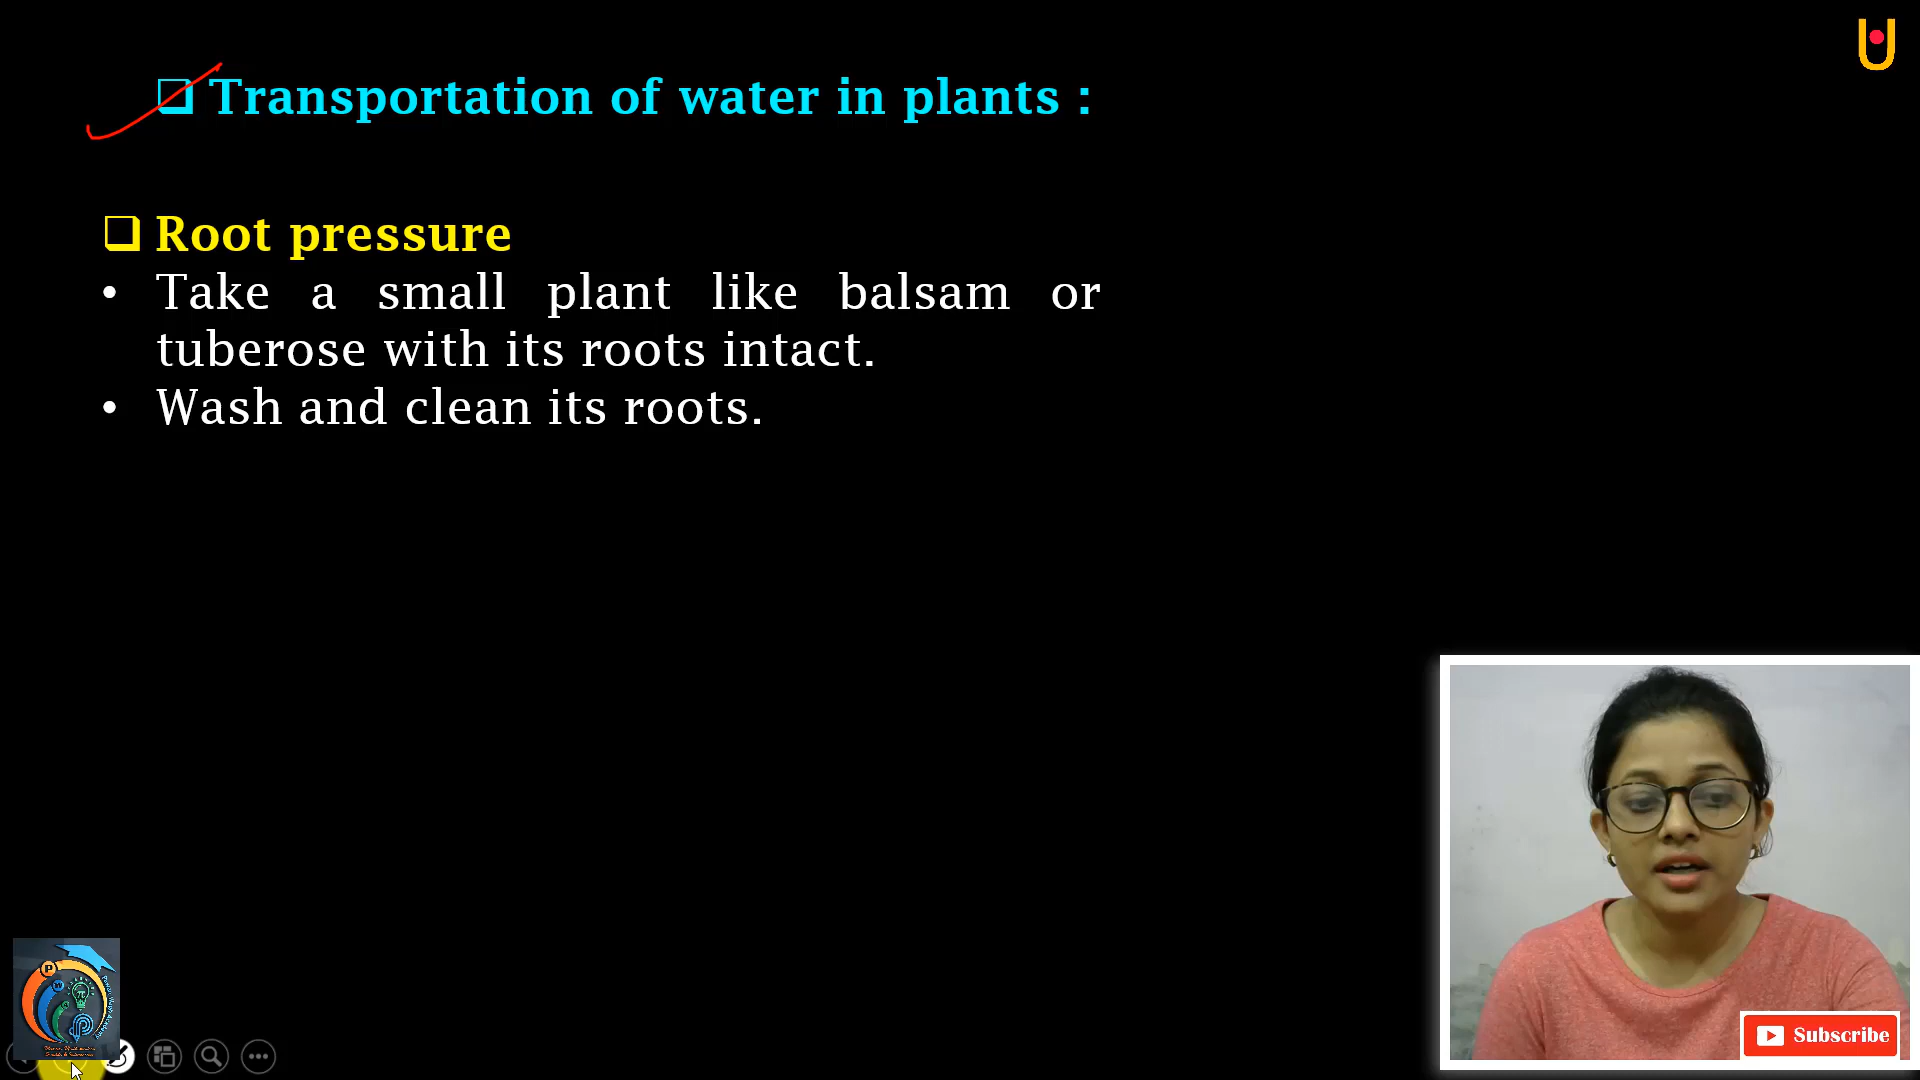 ❑ Transportation of water in plants :
❑ Root pressure
• Take a small plant like balsam or
tuberose with its roots intact.
• Wash and clean its roots.
Subscribe